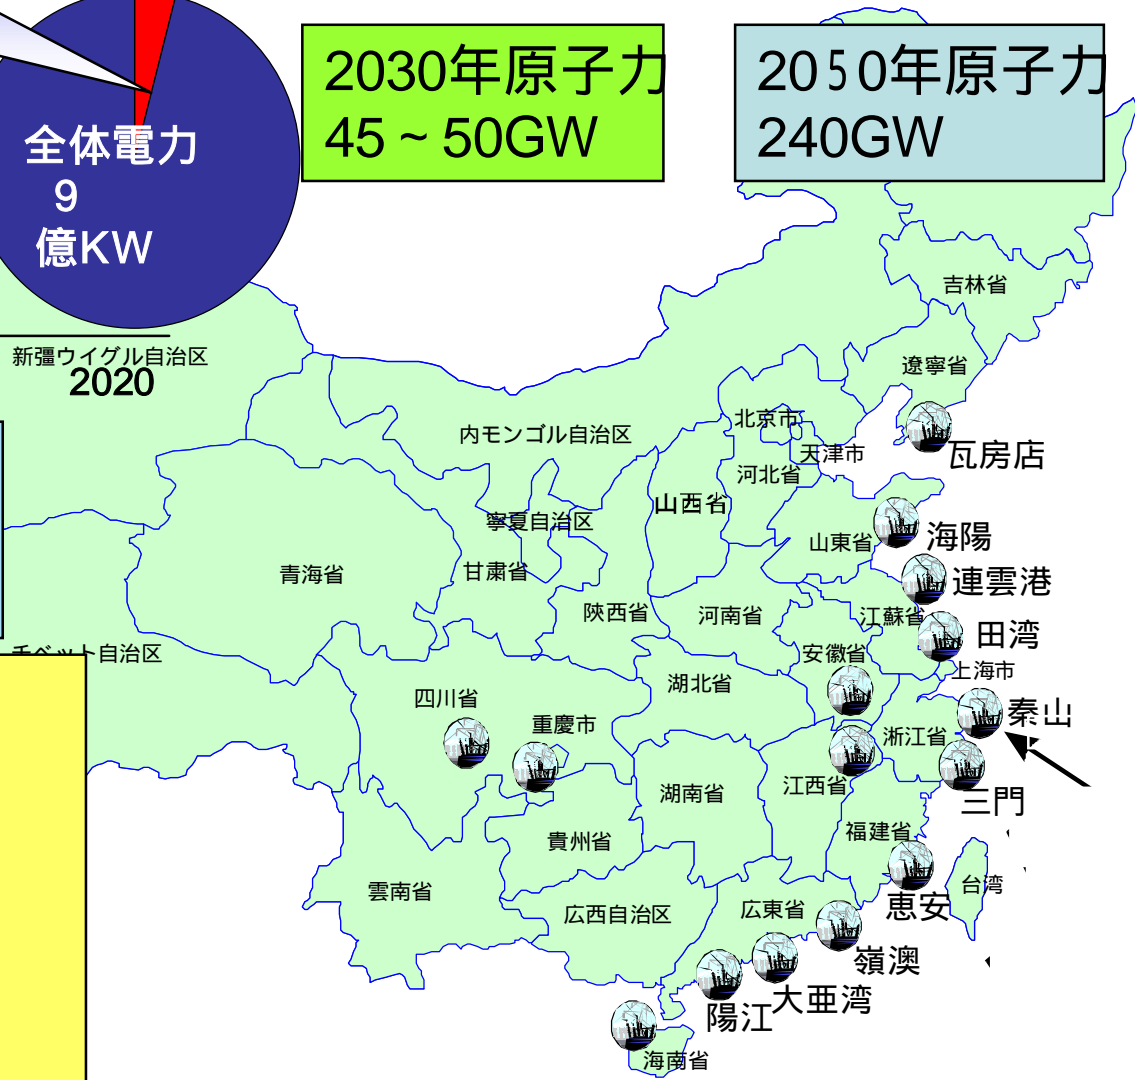 2030年原子力
45 ~ 50GW
2050年原子力
240GW
全体電力
9
億KW
新疆ウイグル自治区
2020
吉林省
遼寧省
北京市
内モンゴル自治区
天津市
瓦房店
河北省
山西省
寧夏自治区
海陽
山東省
青海省
甘粛省
連雲港
陝西省
河南省
江蘇省
田湾
チベット自治区
安徽省
上海市
湖北省
四川省
秦山
重慶市
浙江省
江西省
湖南省
三門
福建省
貴州省
台湾
雲南省
恵安
広西自治区
広東省
嶺澳
大亜湾
陽江
海南省